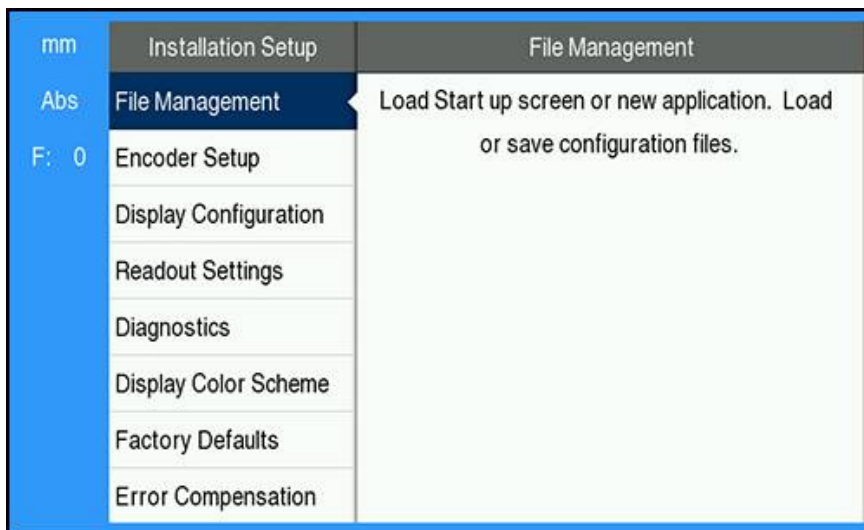 mm
Abs
F: 0
Installation Setup
File Management
Encoder Setup
Display Configuration
Readout Settings
Diagnostics
Display Color Scheme
Factory Defaults
Error Compensation
File Management
Load Start up screen or new application. Load
or save configuration files.